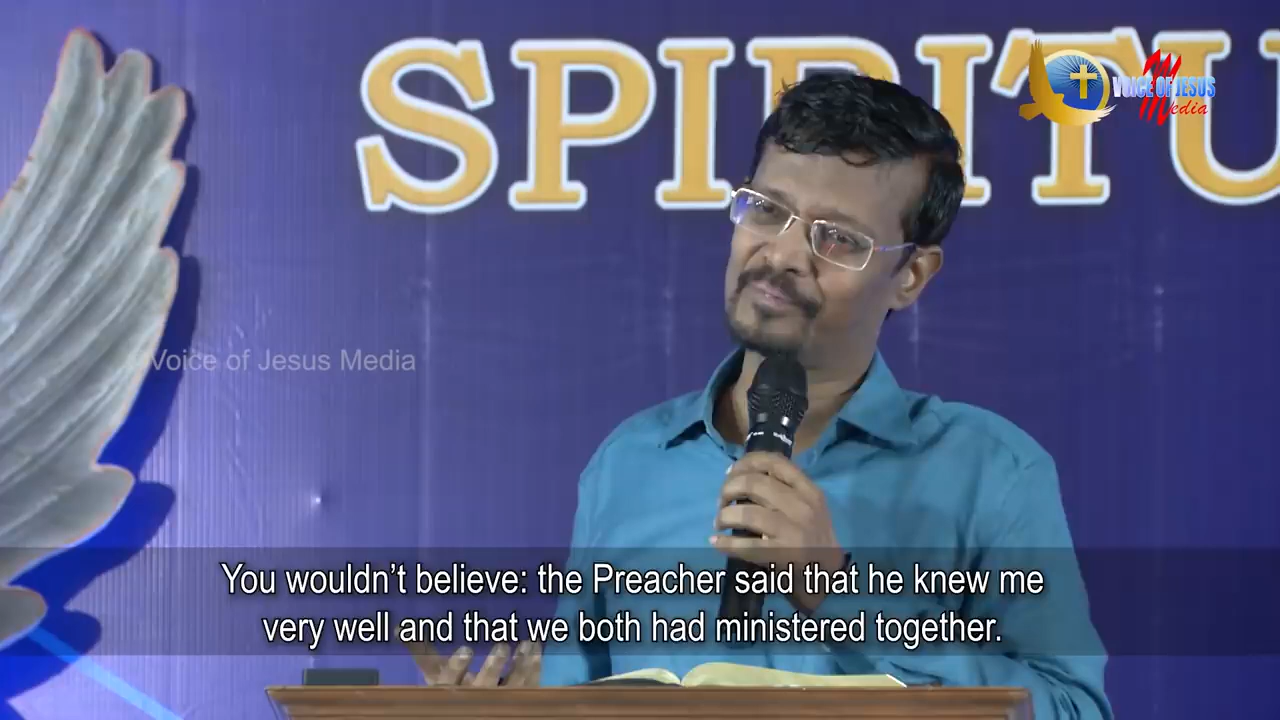 SPIRITU
VOICE OF JESUS
Media
Voice of Jesus Media
You wouldn't believe: the Preacher said that he knew me
very well and that we both had ministered together.